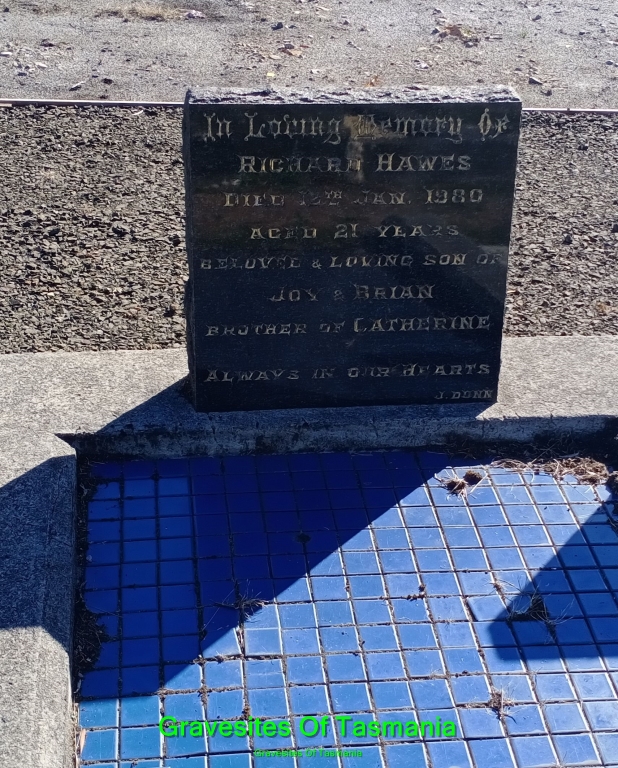 In Loving Memory Of
RICHARD HAWES
DIED 13TH JAN. 1980
AGED 21 YEARS
BELOVED & LOVING SON OF
JOY & BRIAN
BROTHER OF CATHERINE
ALWAYS IN OUR HEARTS
J. DUNN
Gravesites Of Tasmania
Gravesites Of Tasmania